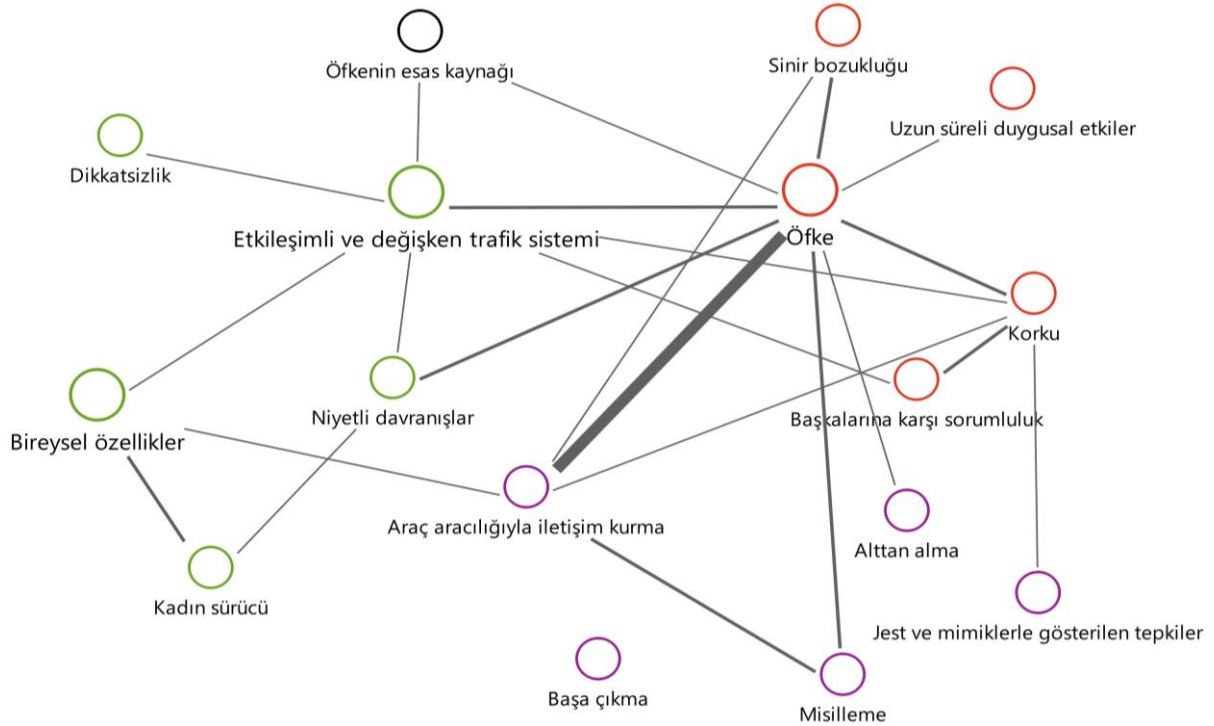 Öfkenin esas kaynağı
Sinir bozukluğu
Uzun süreli duygusal etkiler
Dikkatsizlik
Etkileşimli ve değişken trafik sistemi
Öfke
Korku
Niyetli davranışlar
Başkalarına karşı sorumluluk
Bireysel özellikler
Araç aracılığıyla iletişim kurma
Alttan alma
Kadın sürücü
Jest ve mimiklerle gösterilen tepkiler
Başa çıkma
Misilleme